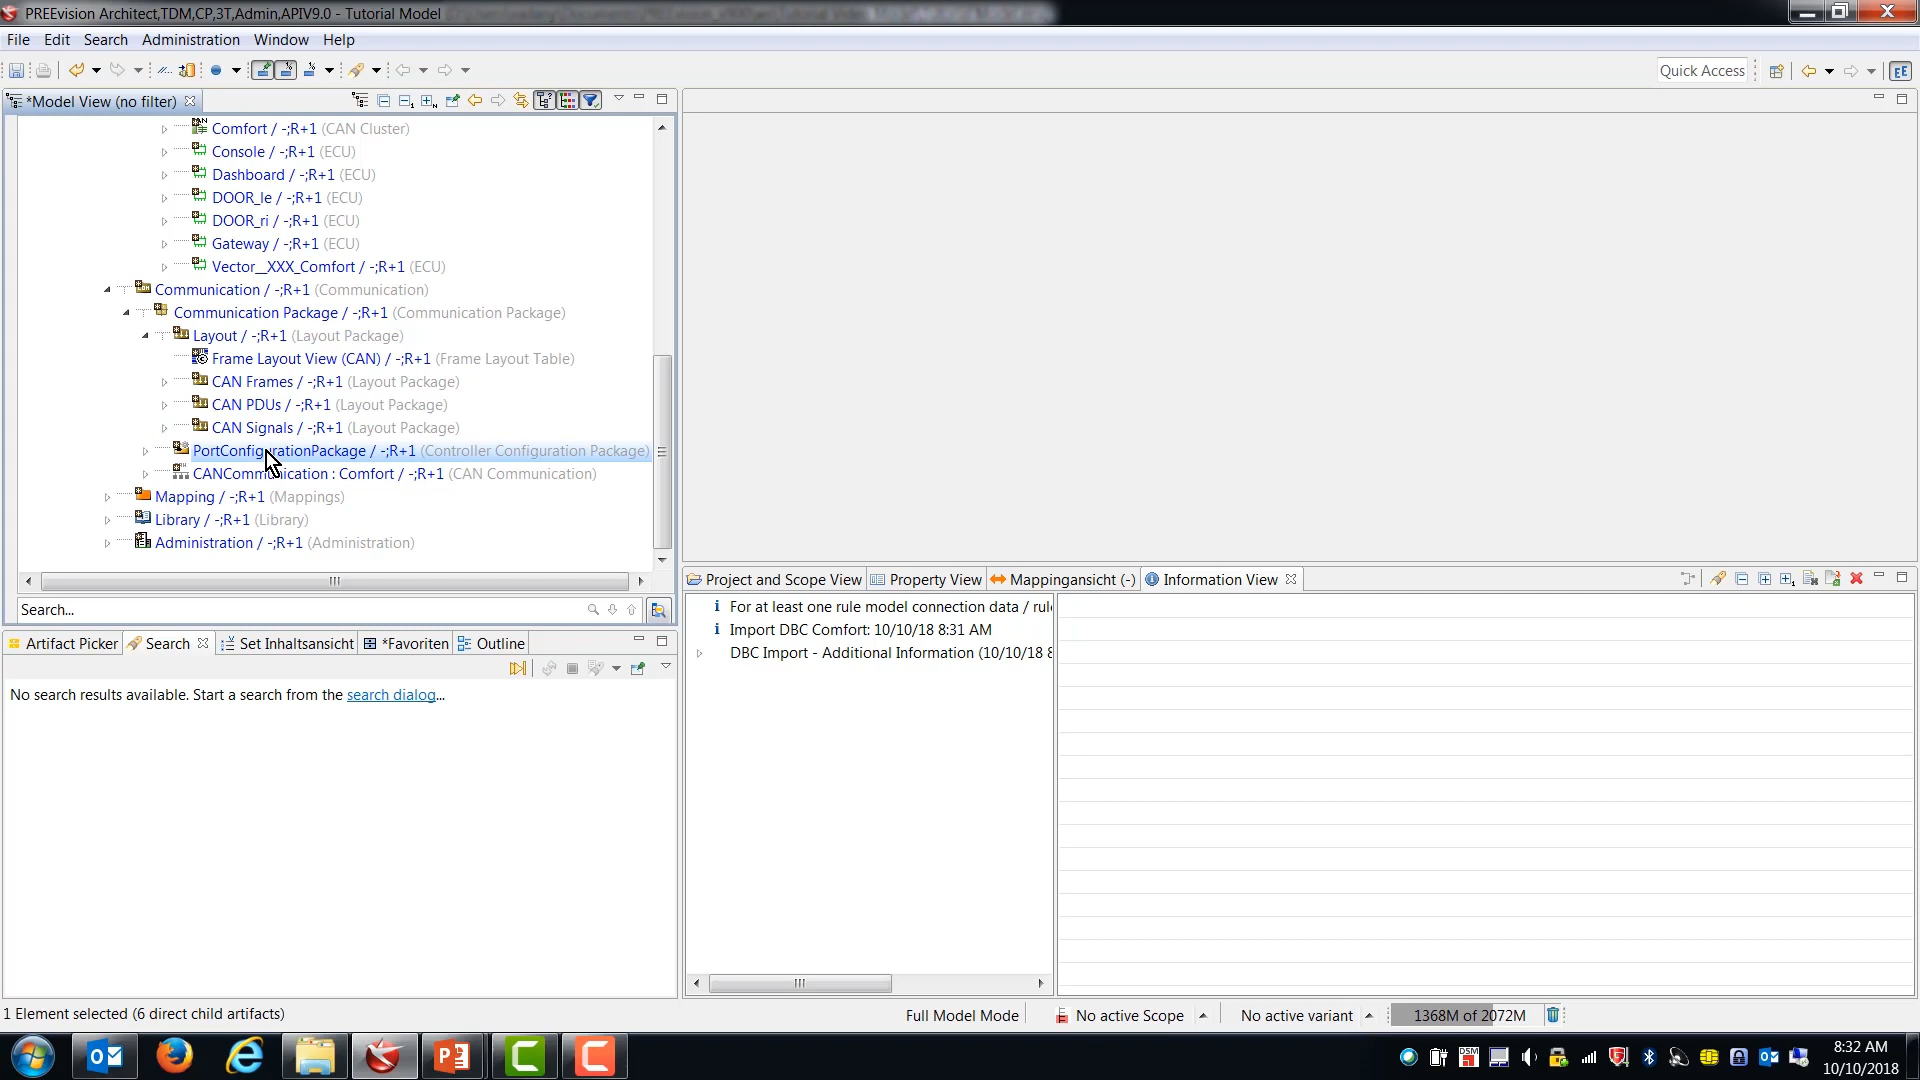 PREEvision Architect,TDM,CP,3T,Admin,APIV9.0 - Tutorial Model
File Edit Search Administration Window Help
Quick Access
EE
*Model View (no filter)
Comfort / -;R+1 (CAN Cluster)
Console / -;R+1 (ECU)
Dashboard / -;R+1 (ECU)
DOOR_le / -;R+1 (ECU)
DOOR_ri / -;R+1 (ECU)
Gateway / -;R+1 (ECU)
Vector__XXX_Comfort / -;R+1 (ECU)
Communication / -;R+1 (Communication)
Communication Package / -;R+1 (Communication Package)
Layout / -;R+1 (Layout Package)
Frame Layout View (CAN) / -;R+1 (Frame Layout Table)
CAN Frames / -;R+1 (Layout Package)
CAN PDUs / -;R+1 (Layout Package)
CAN Signals / -;R+1 (Layout Package)
PortConfigurationPackage / -;R+1 (Controller Configuration Package)
CANCommunication : Comfort / -;R+1 (CAN Communication)
Mapping / -;R+1 (Mappings)
Library / -;R+1 (Library)
Administration / -;R+1 (Administration)
Search...
Artifact Picker Search Set Inhaltsansicht *Favoriten Outline
No search results available. Start a search from the search dialog...
Project and Scope View Property View Mappingansicht (-) Information View
For at least one rule model connection data / rul
Import DBC Comfort: 10/10/18 8:31 AM
DBC Import - Additional Information (10/10/18 8
1 Element selected (6 direct child artifacts)
Full Model Mode No active Scope No active variant 1368M of 2072M
8:32 AM
10/10/2018